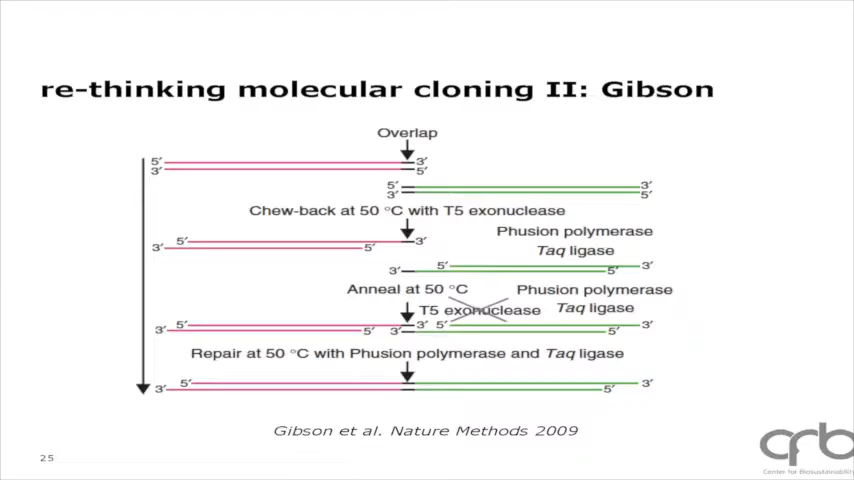 re-thinking molecular cloning II: Gibson
Overlap
5′ 3′
3′ 5′
5′ 3′
3′ 5′
Chew-back at 50 °C with T5 exonuclease
Phusion polymerase
Taq ligase
5′ 3′
3′ 5′
5′ 3′
3′ 5′
Anneal at 50 °C
Phusion polymerase
T5 exonuclease
Taq ligase
5′ 3′ 5′ 3′
3′ 5′ 3′ 5′
Repair at 50 °C with Phusion polymerase and Taq ligase
5′ 3′
3′ 5′
Gibson et al. Nature Methods 2009
25
cfb
Center for Biosustainability